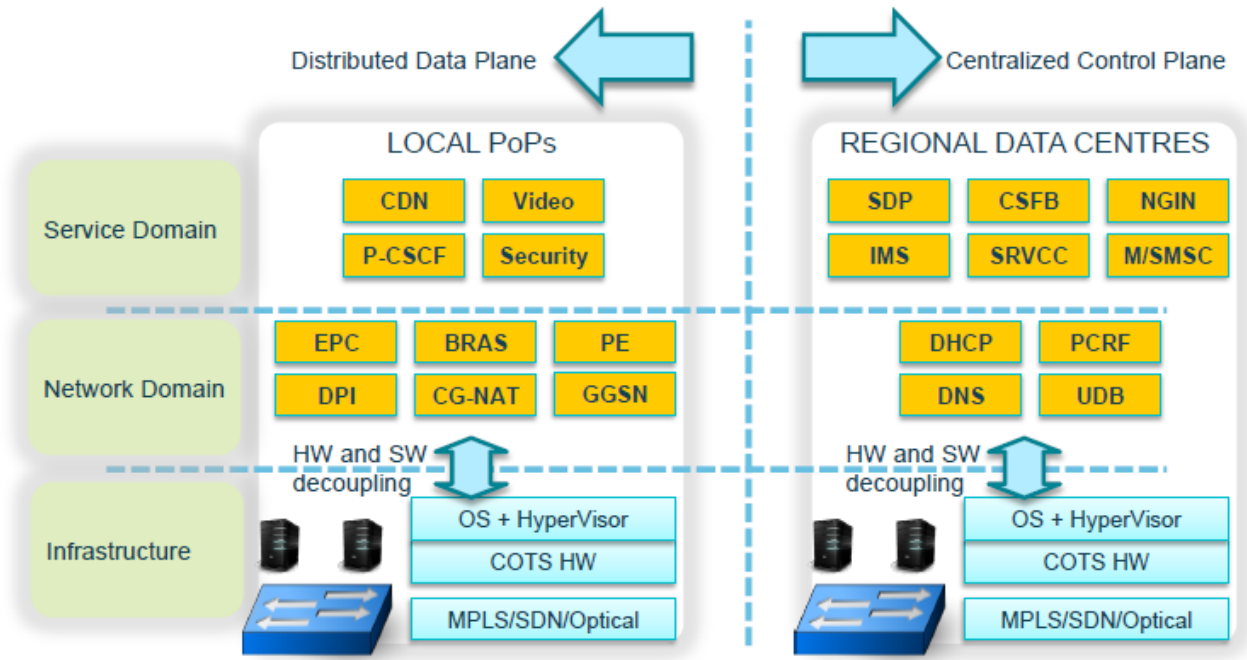 Distributed Data Plane
Centralized Control Plane
LOCAL PoPs
REGIONAL DATA CENTRES
Service Domain
CDN
Video
P-CSCF
Security
SDP
CSFB
NGIN
IMS
SRVCC
M/SMSC
Network Domain
EPC
BRAS
PE
DPI
CG-NAT
GGSN
DHCP
PCRF
DNS
UDB
HW and SW
decoupling
HW and SW
decoupling
Infrastructure
OS + HyperVisor
COTS HW
MPLS/SDN/Optical
OS + HyperVisor
COTS HW
MPLS/SDN/Optical